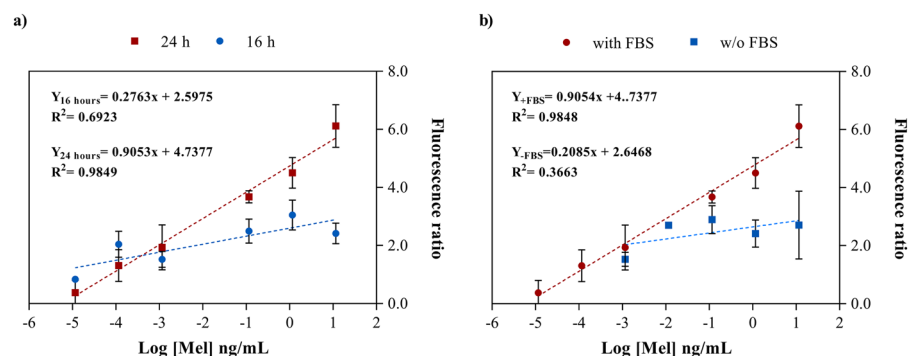 a)
24 h 16 h
Y16 hours= 0.2763x + 2.5975
R2= 0.6923
Y24 hours= 0.9053x + 4.7377
R2= 0.9849
8.0
6.0
4.0
2.0
0.0
Fluorescence ratio
-6 -5 -4 -3 -2 -1 0 1 2
Log [Mel] ng/mL
b)
with FBS w/o FBS
Y+FBS= 0.9054x +4..7377
R2= 0.9848
Y-FBS=0.2085x + 2.6468
R2= 0.3663
8.0
6.0
4.0
2.0
0.0
Fluorescence ratio
-6 -5 -4 -3 -2 -1 0 1 2
Log [Mel] ng/mL